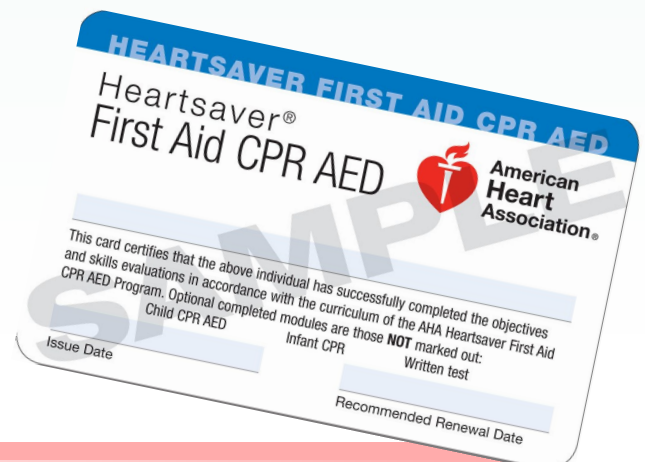 HEARTSAVER FIRST AID CPR AED
Heartsaver®
First Aid CPR AED
American
Heart
Association®
This card certifies that the above individual has successfully completed the objectives
and skills evaluations in accordance with the curriculum of the AHA Heartsaver First Aid
CPR AED Program. Optional completed modules are those NOT marked out:
Child CPR AED Infant CPR Written test
Issue Date
Recommended Renewal Date
SAMPLE